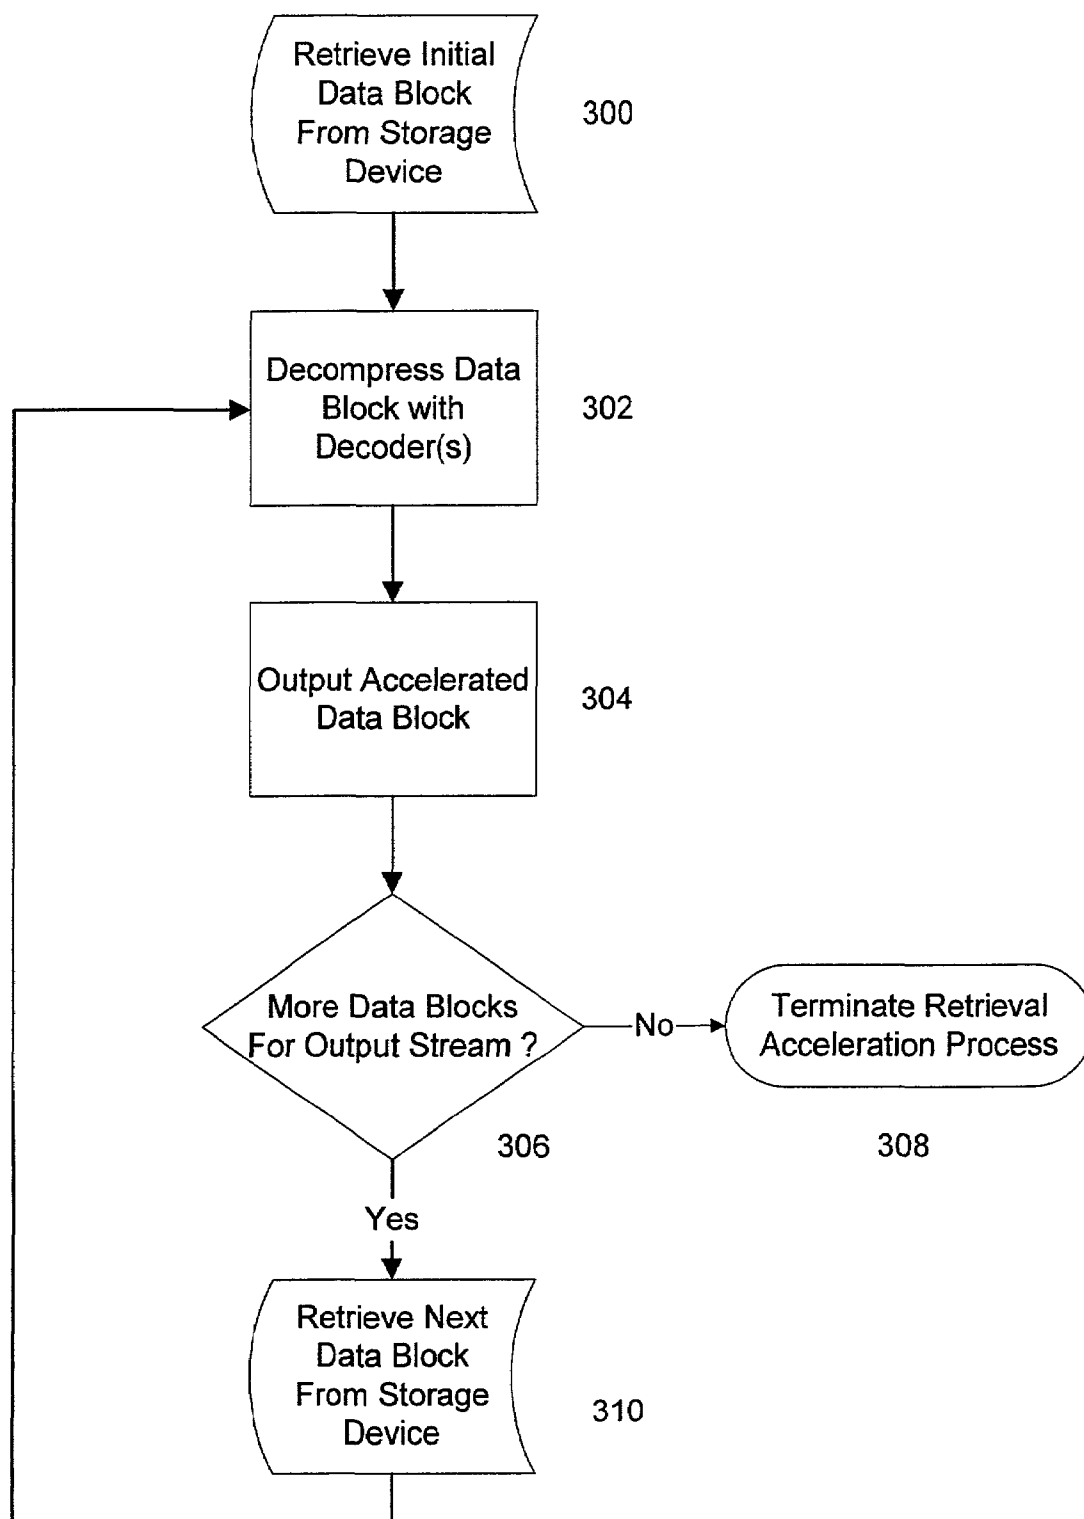 Retrieve Initial
Data Block
From Storage
Device
300
Decompress Data
Block with
Decoder(s)
302
Output Accelerated
Data Block
304
More Data Blocks
For Output Stream ?
No
Terminate Retrieval
Acceleration Process
306
308
Yes
Retrieve Next
Data Block
From Storage
Device
310